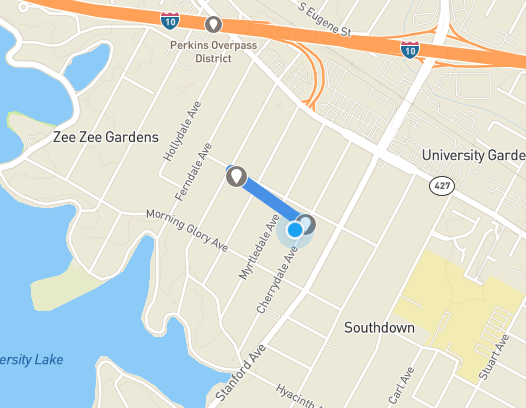 10
S Eugene St
10
Perkins Overpass
District
Zee Zee Gardens
Hollydale Ave
University Garde
Ferndale Ave
427
Morning Glory Ave
Myrtledale Ave
Cherrydale Ave
Southdown
ersity Lake
Stanford Ave
Stuart Ave
Carl Ave
Hyacinth A